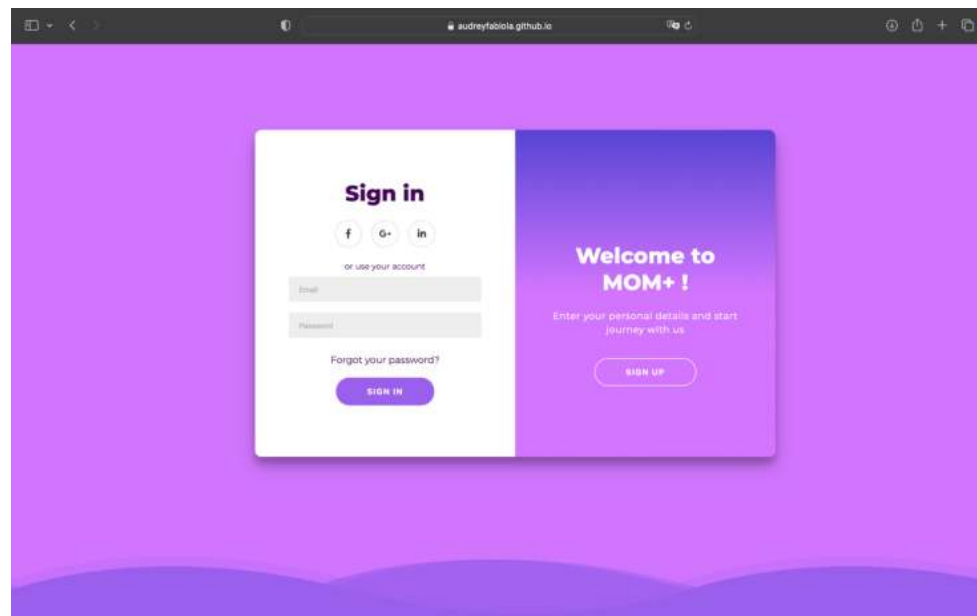 audreyfabiola.github.io
Sign in
f G+ in
or use your account
Email
Password
Forgot your password?
SIGN IN
Welcome to
MOM+ !
Enter your personal details and start
journey with us
SIGN UP